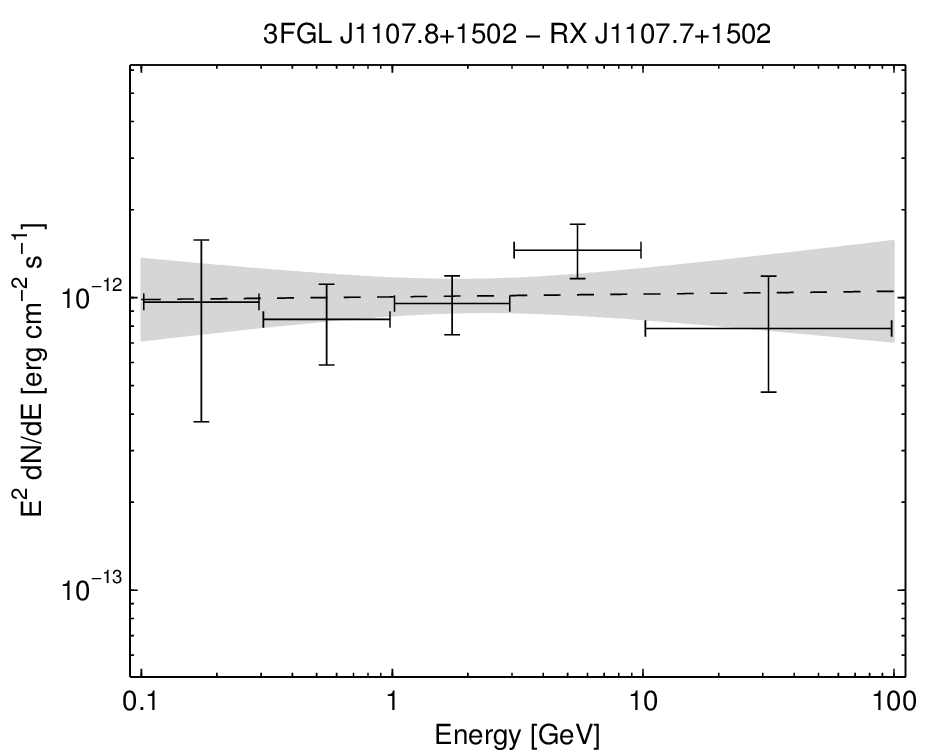 3FGL J1107.8+1502 − RX J1107.7+1502
E² dN/dE [erg cm⁻² s⁻¹]
10⁻¹²
10⁻¹³
0.1 1 10 100
Energy [GeV]